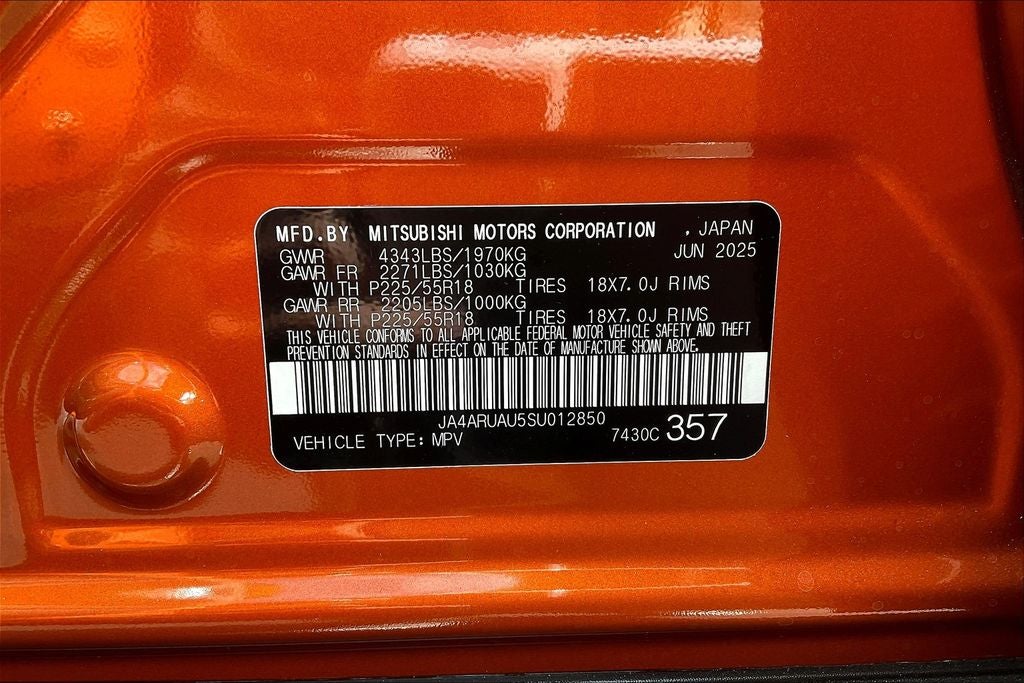 MFD.BY MITSUBISHI MOTORS CORPORATION , JAPAN
GVWR 4343LBS/1970KG JUN 2025
GAWR FR 2271LBS/1030KG
WITH P225/55R18 TIRES 18X7.0J RIMS
GAWR RR 2205LBS/1000KG
WITH P225/55R18 TIRES 18X7.0J RIMS
THIS VEHICLE CONFORMS TO ALL APPLICABLE FEDERAL MOTOR VEHICLE SAFETY AND THEFT
PREVENTION STANDARDS IN EFFECT ON THE DATE OF MANUFACTURE SHOWN ABOVE.
JA4ARUAU5SU012850
VEHICLE TYPE: MPV 7430C 357